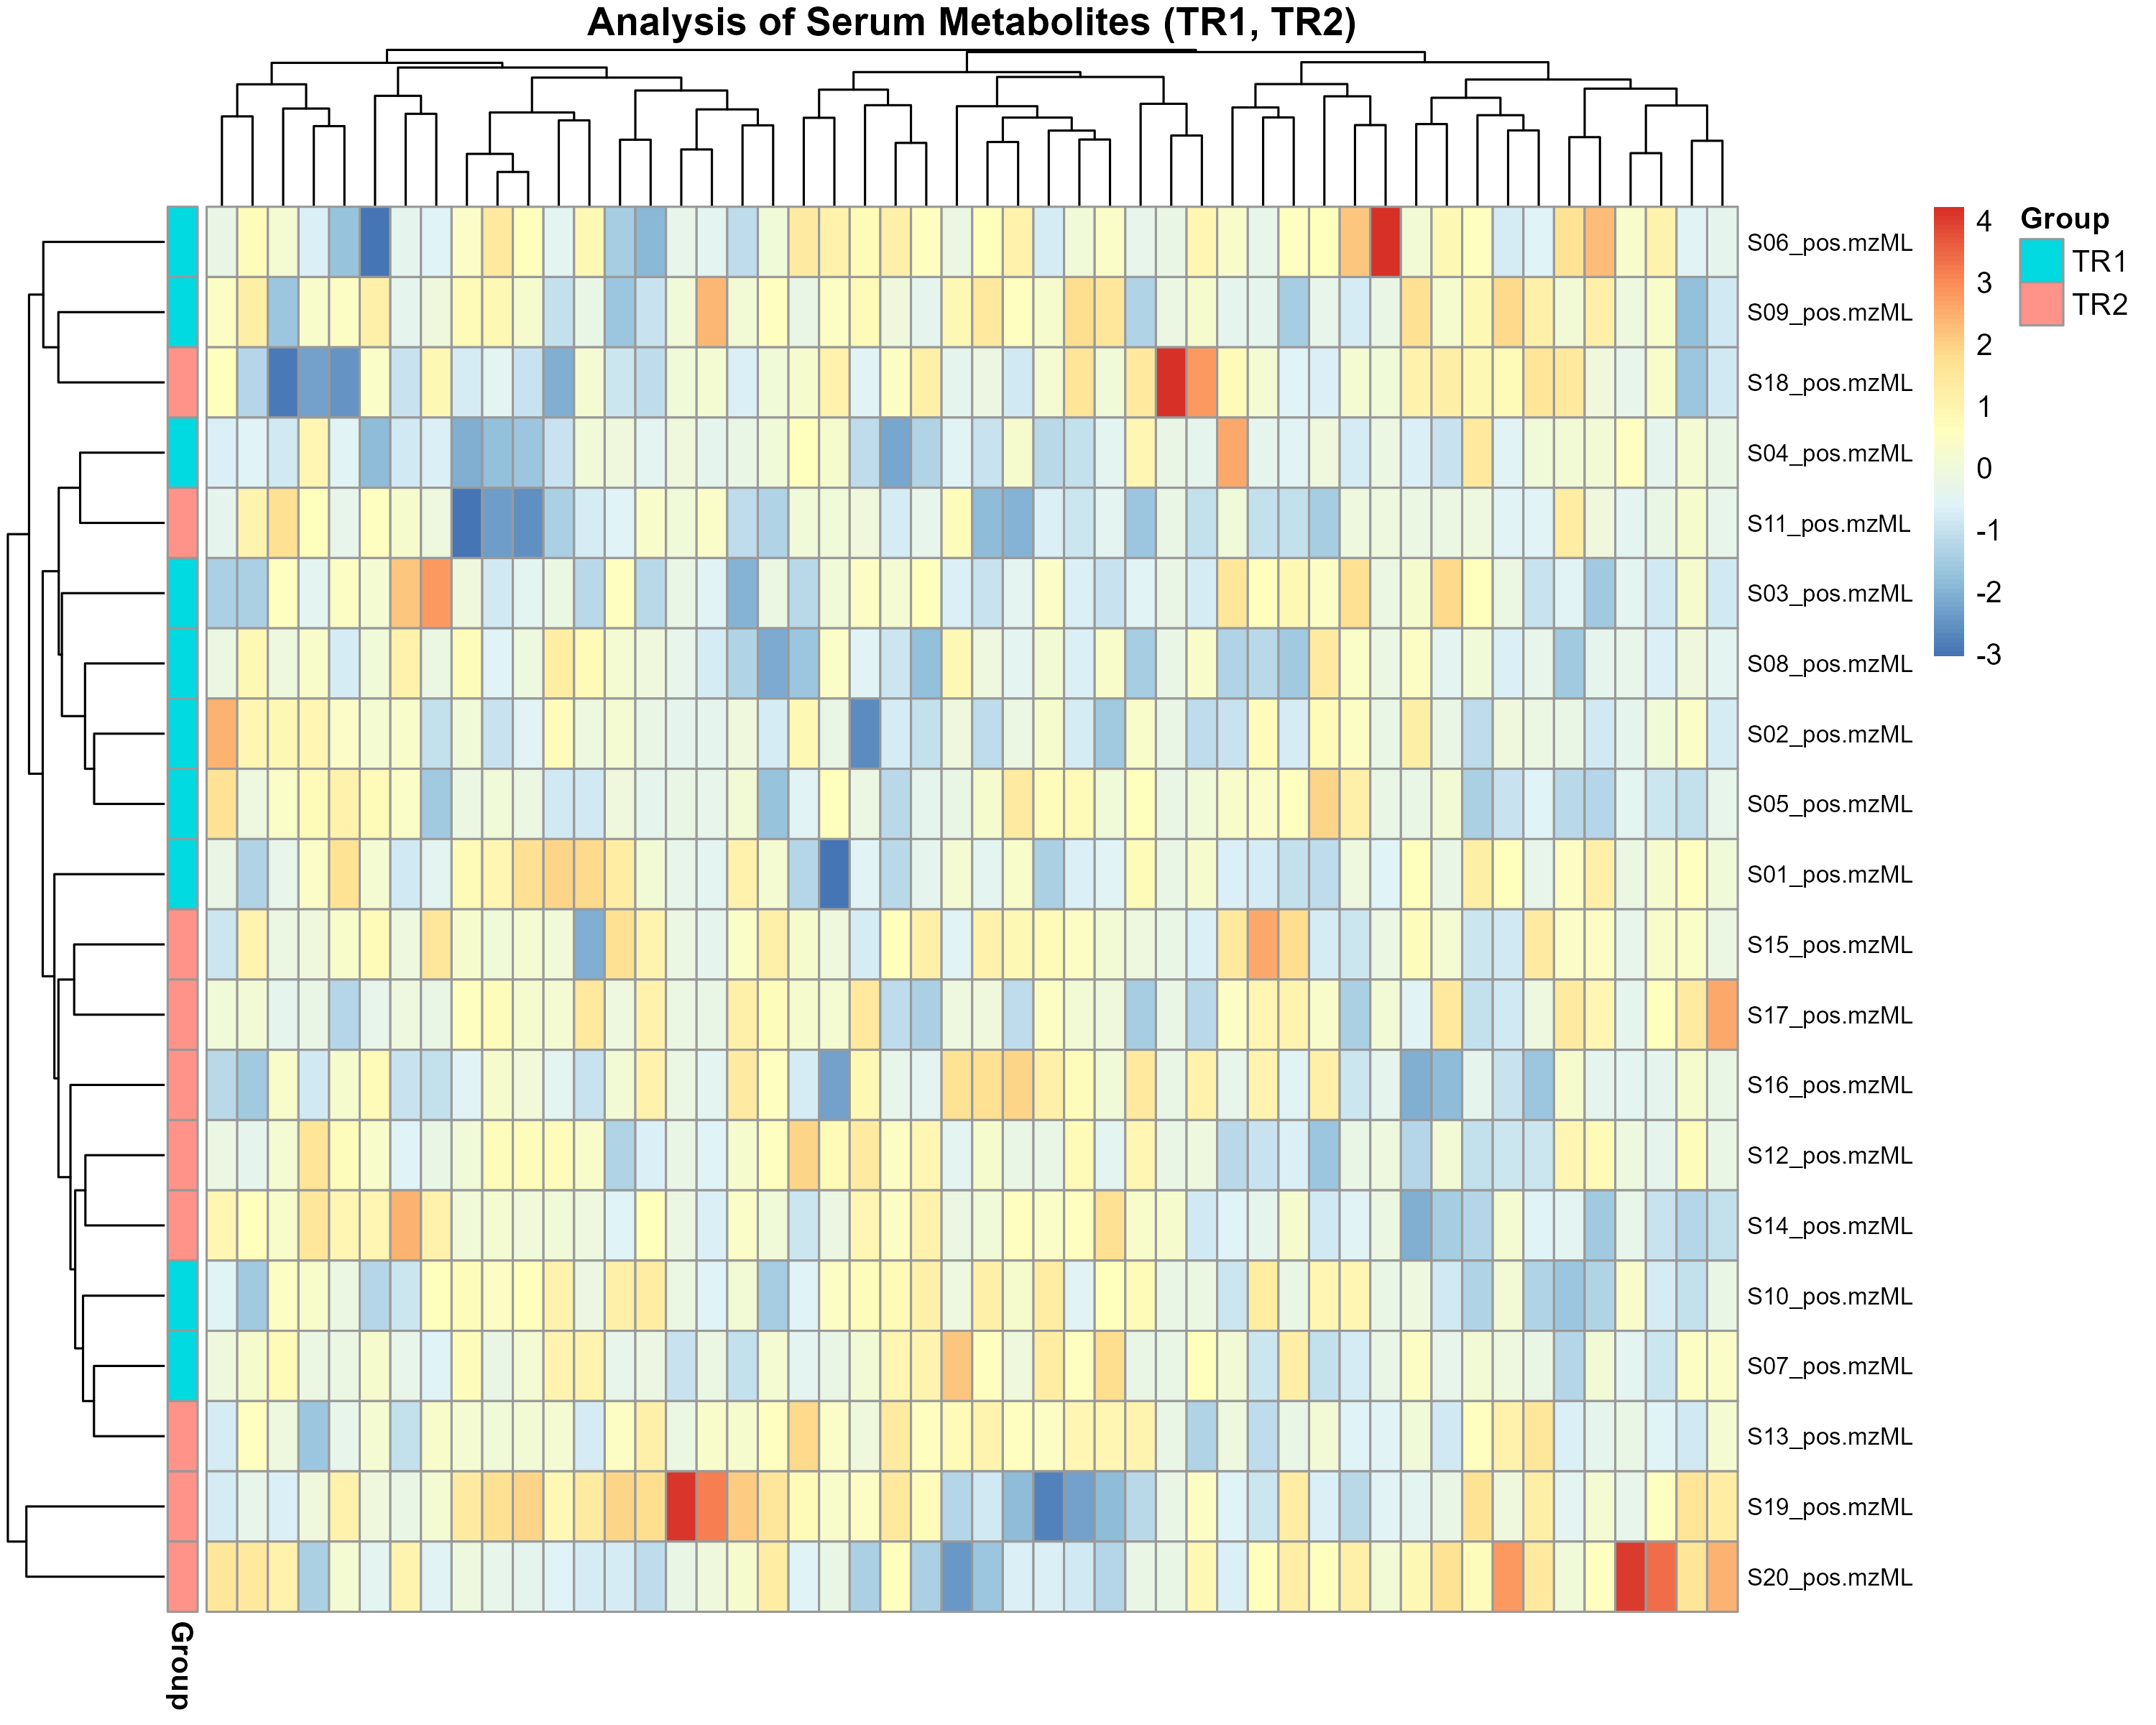 Analysis of Serum Metabolites (TR1, TR2)
S06_pos.mzML
S09_pos.mzML
S18_pos.mzML
S04_pos.mzML
S11_pos.mzML
S03_pos.mzML
S08_pos.mzML
S02_pos.mzML
S05_pos.mzML
S01_pos.mzML
S15_pos.mzML
S17_pos.mzML
S16_pos.mzML
S12_pos.mzML
S14_pos.mzML
S10_pos.mzML
S07_pos.mzML
S13_pos.mzML
S19_pos.mzML
S20_pos.mzML
4
3
2
1
0
-1
-2
-3
Group
TR1
TR2
Group